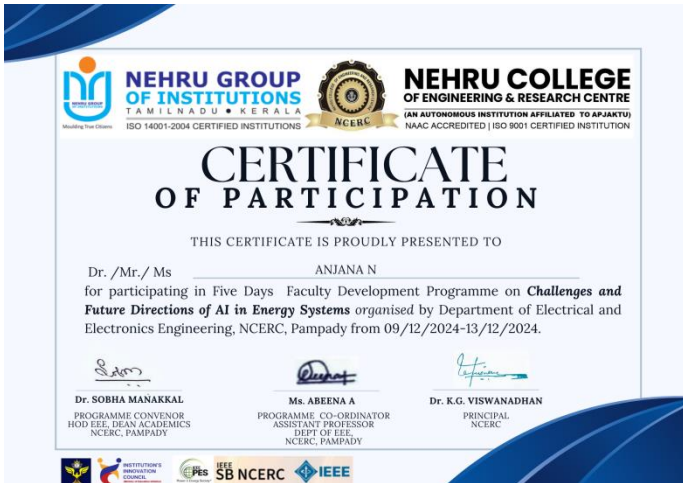 NEHRU GROUP
OF INSTITUTIONS
TAMILNADU • KERALA
ISO 14001-2004 CERTIFIED INSTITUTIONS
NEHRU GROUP
Moulding True Citizens
NCERC
NEHRU COLLEGE
OF ENGINEERING & RESEARCH CENTRE
(AN AUTONOMOUS INSTITUTION AFFILIATED TO APJAKTU)
NAAC ACCREDITED | ISO 9001 CERTIFIED INSTITUTION
CERTIFICATE
OF PARTICIPATION
THIS CERTIFICATE IS PROUDLY PRESENTED TO
Dr. /Mr./ Ms ANJANA N
for participating in Five Days Faculty Development Programme on Challenges and
Future Directions of AI in Energy Systems organised by Department of Electrical and
Electronics Engineering, NCERC, Pampady from 09/12/2024-13/12/2024.
Dr. SOBHA MANAKKAL
PROGRAMME CONVENOR
HOD EEE, DEAN ACADEMICS
NCERC, PAMPADY
Ms. ABEENA A
PROGRAMME CO-ORDINATOR
ASSISTANT PROFESSOR
DEPT OF EEE,
NCERC, PAMPADY
Dr. K.G. VISWANADHAN
PRINCIPAL
NCERC
INSTITUTION'S
INNOVATION
COUNCIL
PES
IEEE
SB NCERC
IEEE